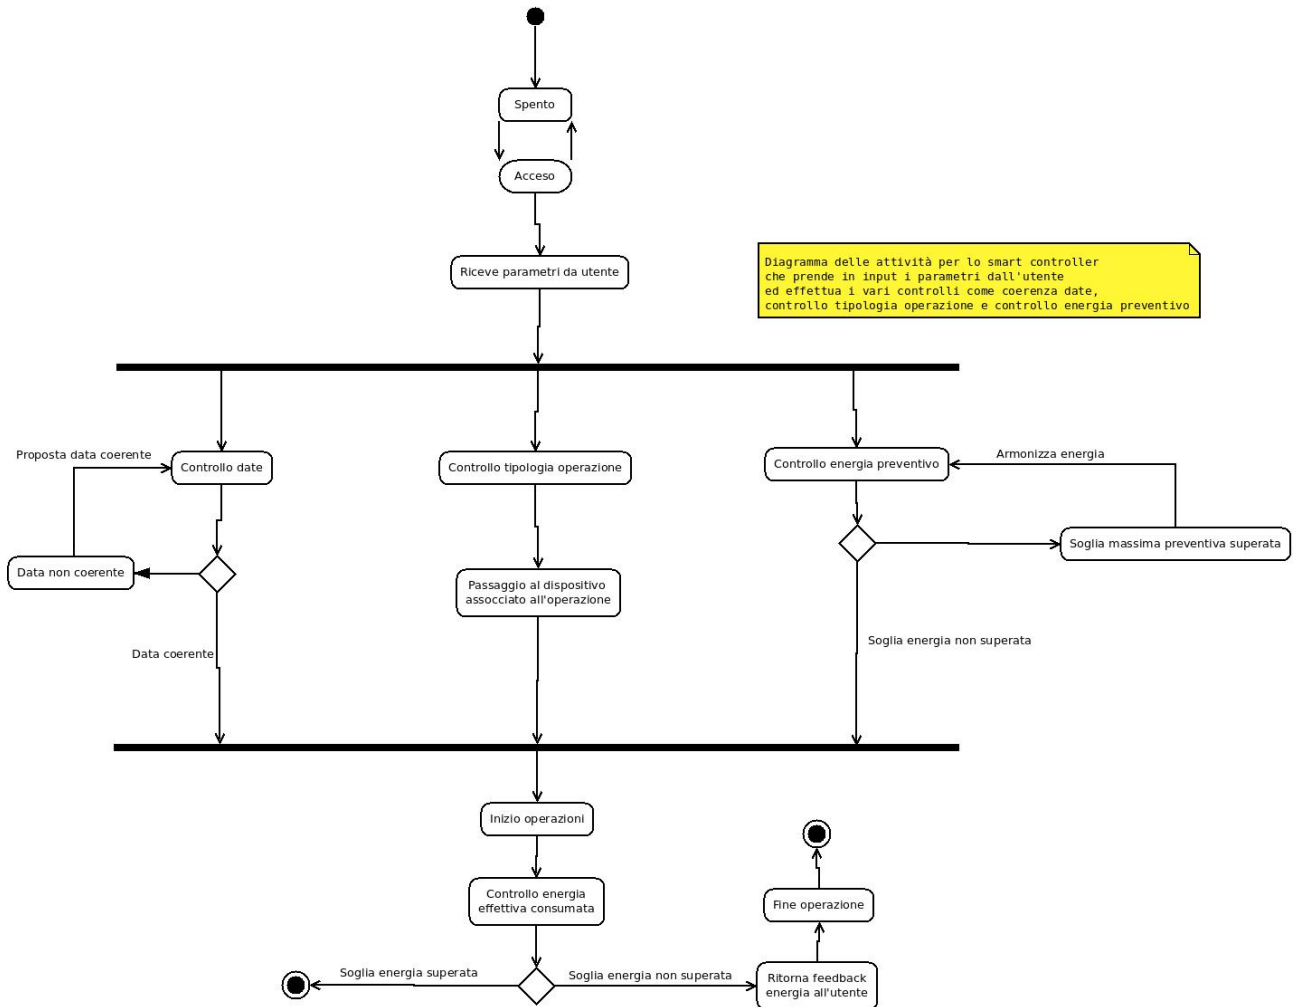 Spento
Acceso
Riceve parametri da utente
Diagramma delle attività per lo smart controller
che prende in input i parametri dall'utente
ed effettua i vari controlli come coerenza date,
controllo tipologia operazione e controllo energia preventivo
Proposta data coerente
Controllo date
Controllo tipologia operazione
Controllo energia preventivo
Armonizza energia
Data non coerente
Passaggio al dispositivo
assocciato all'operazione
Soglia massima preventiva superata
Data coerente
Soglia energia non superata
Inizio operazioni
Controllo energia
effettiva consumata
Fine operazione
Soglia energia superata
Soglia energia non superata
Ritorna feedback
energia all'utente